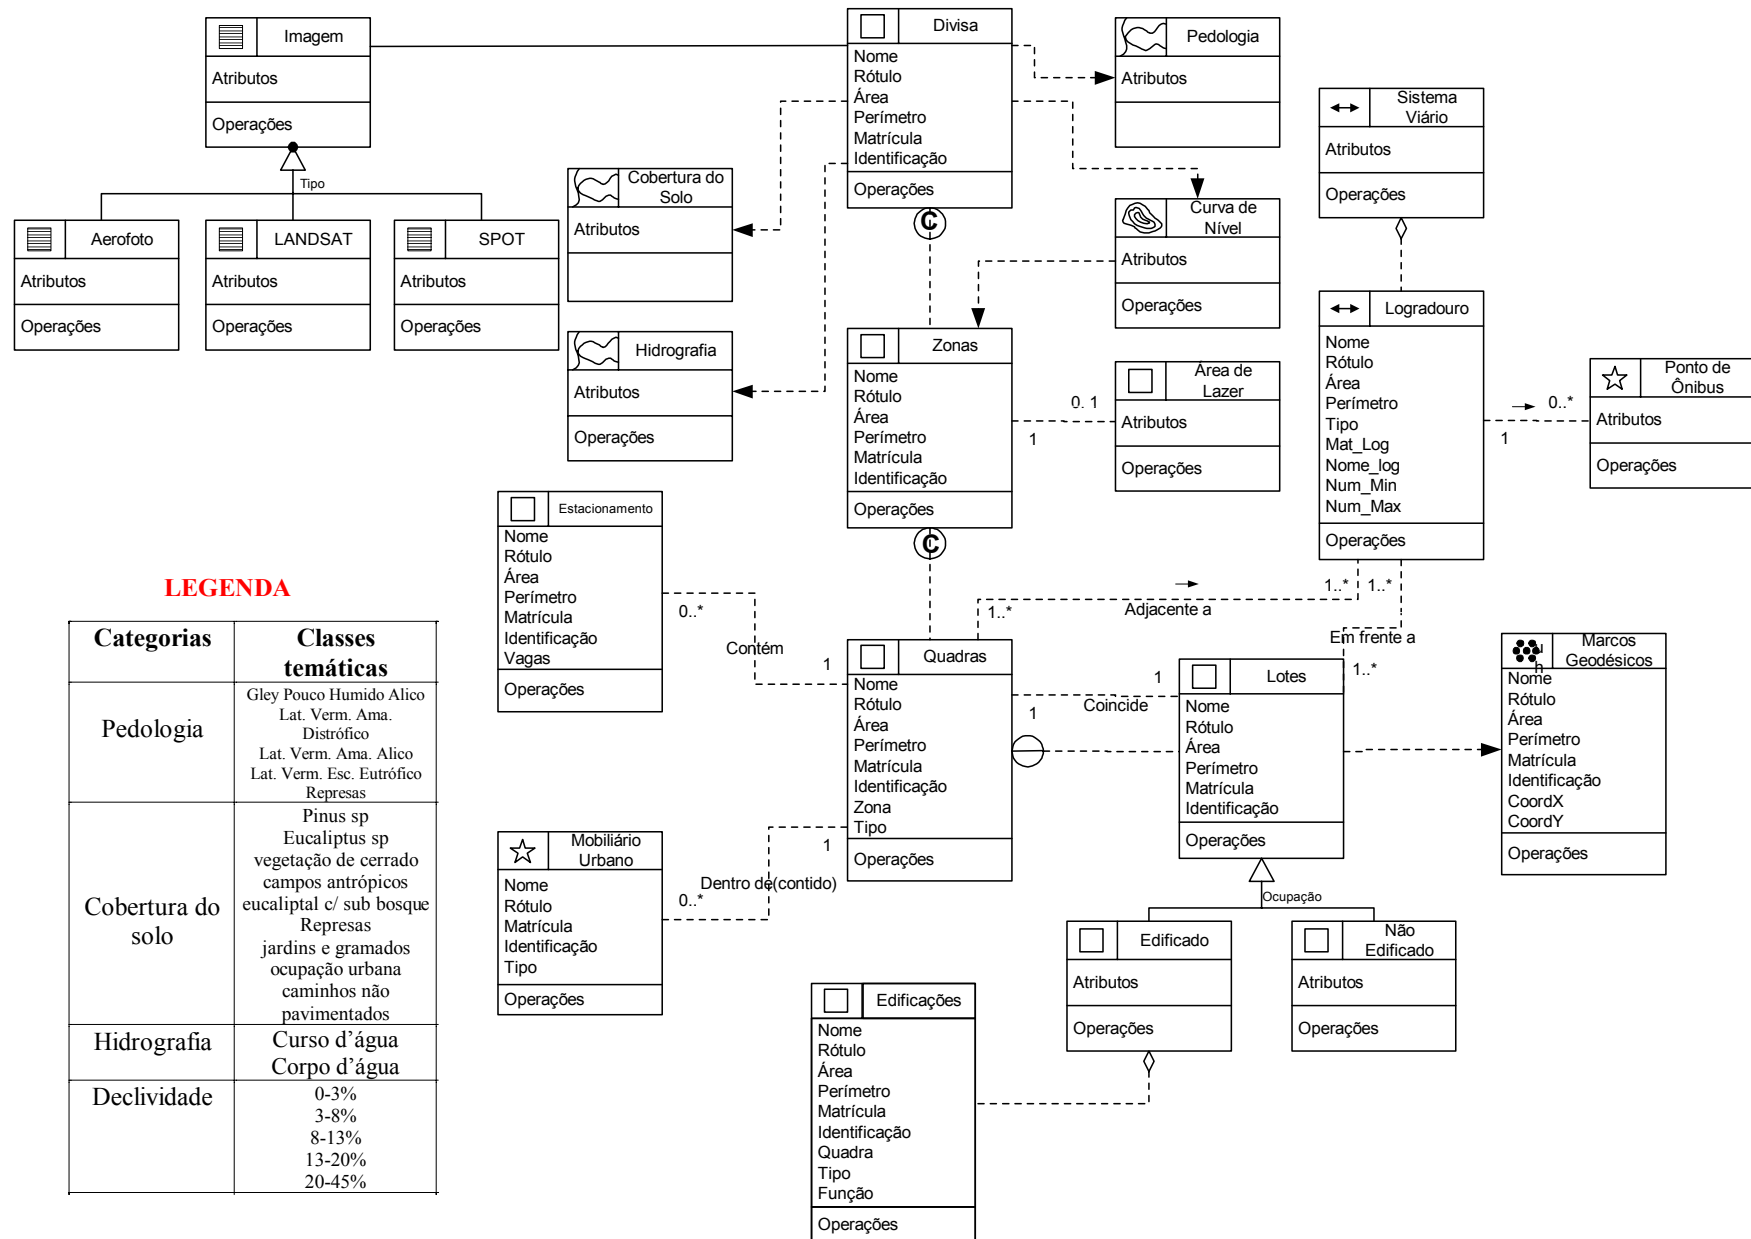 Imagem
Atributos
Operações
Tipo
Aerofoto
Atributos
Operações
LANDSAT
Atributos
Operações
SPOT
Atributos
Operações
Divisa
Nome
Rótulo
Área
Perímetro
Matrícula
Identificação
Operações
C
Pedologia
Atributos
Cobertura do
Solo
Atributos
Hidrografia
Atributos
Operações
Curva de
Nível
Atributos
Operações
Sistema
Viário
Atributos
Operações
Zonas
Nome
Rótulo
Área
Perímetro
Matrícula
Identificação
Operações
C
0. 1
1
Área de
Lazer
Atributos
Operações
Logradouro
Nome
Rótulo
Área
Perímetro
Tipo
Mat_Log
Nome_log
Num_Min
Num_Max
Operações
0..*
1
Ponto de
Ônibus
Atributos
Operações
Estacionamento
Nome
Rótulo
Área
Perímetro
Matrícula
Identificação
Vagas
Operações
0..*
Contém
1
1..*
Adjacente a
1..*
1..*
Em frente a
1..*
Quadras
Nome
Rótulo
Área
Perímetro
Matrícula
Identificação
Zona
Tipo
Operações
1
Coincide
1
Lotes
Nome
Rótulo
Área
Perímetro
Matrícula
Identificação
Operações
Marcos
Geodésicos
Nome
Rótulo
Área
Perímetro
Matrícula
Identificação
CoordX
CoordY
Operações
Mobiliário
Urbano
Nome
Rótulo
Matrícula
Identificação
Tipo
Operações
1
Dentro de(contido)
0..*
Ocupação
Edificado
Atributos
Operações
Não
Edificado
Atributos
Operações
Edificações
Nome
Rótulo
Área
Perímetro
Matrícula
Identificação
Quadra
Tipo
Função
Operações
LEGENDA
Categorias
Classes
temáticas
Pedologia
Gley Pouco Humido Alico
Lat. Verm. Ama.
Distrófico
Lat. Verm. Ama. Alico
Lat. Verm. Esc. Eutrófico
Represas
Cobertura do
solo
Pinus sp
Eucaliptus sp
vegetação de cerrado
campos antrópicos
eucaliptal c/ sub bosque
Represas
jardins e gramados
ocupação urbana
caminhos não
pavimentados
Hidrografia
Curso d'água
Corpo d'água
Declividade
0-3%
3-8%
8-13%
13-20%
20-45%